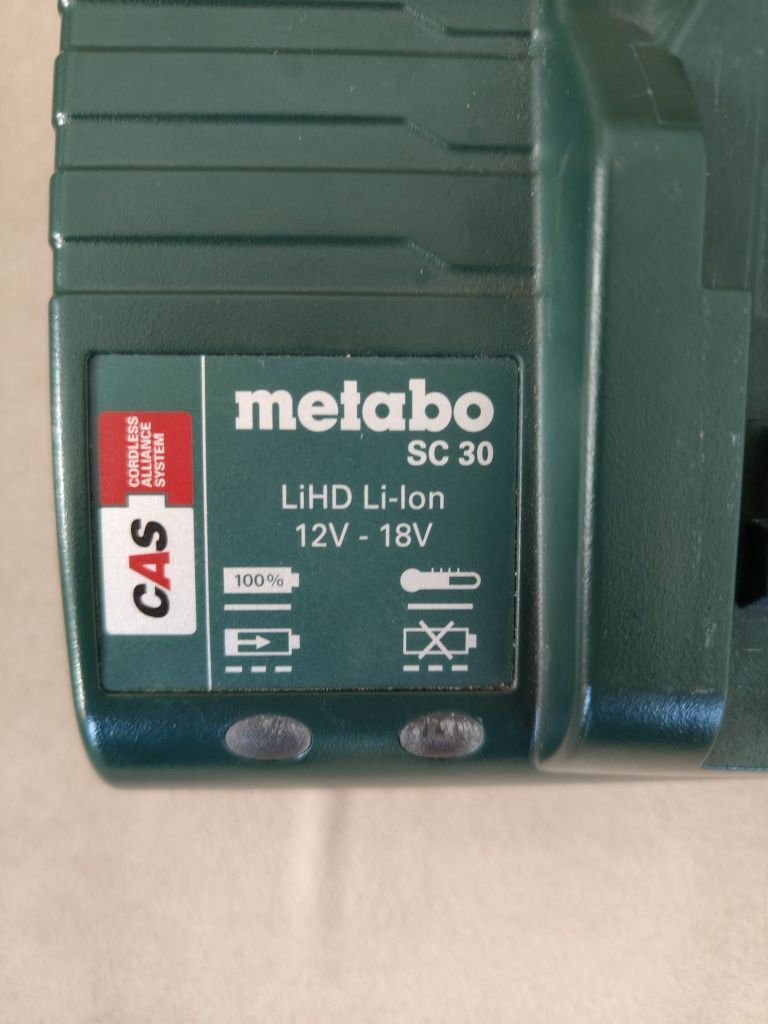 metabo
SC 30
LiHD Li-Ion
12V - 18V
100%
CORDLESS
ALLIANCE
SYSTEM
CAS